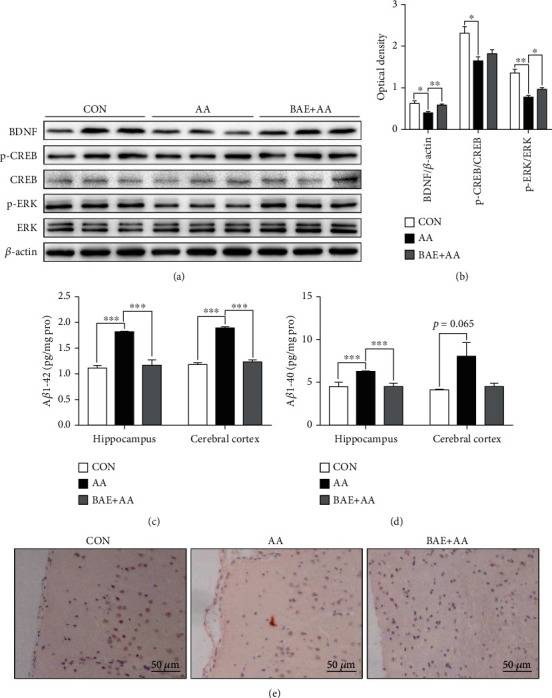 CON AA BAE+AA
BDNF
p-CREB
CREB
p-ERK
ERK
β-actin
(a)
Optical density
3
2
1
0
* ** * ** *
BDNF/β-actin
p-CREB/CREB
p-ERK/ERK
CON
AA
BAE+AA
(b)
Aβ1-42 (pg/mg pro)
2.5
2.0
1.5
1.0
0.5
0.0
*** *** *** ***
Hippocampus Cerebral cortex
CON
AA
BAE+AA
(c)
Aβ1-40 (pg/mg pro)
15
10
5
0
*** *** p = 0.065
Hippocampus Cerebral cortex
CON
AA
BAE+AA
(d)
CON AA BAE+AA
50 μm 50 μm 50 μm
(e)